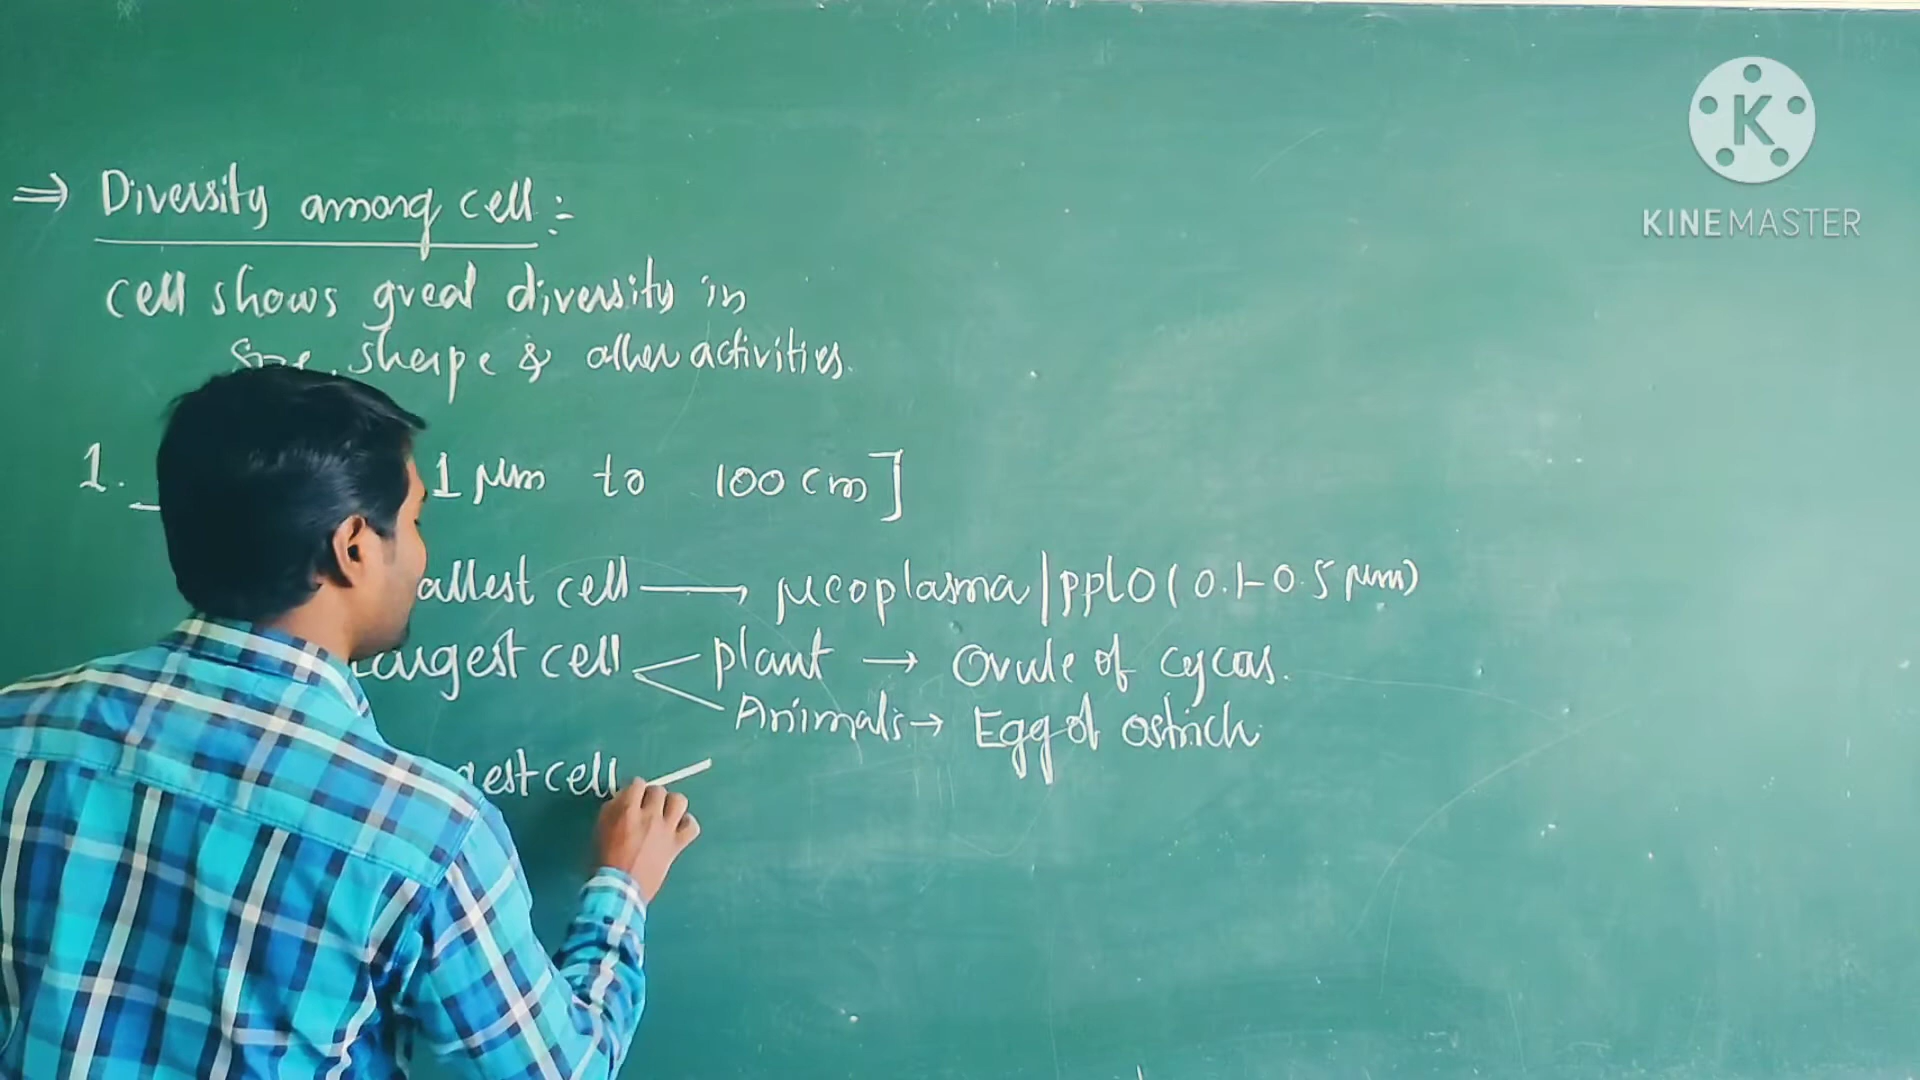 ⇒ Diversity among cell :-
cell shows great diversity in
size, shape & other activities.
1. 1 μm to 100 cm]
allest cell → mycoplasma | PPLO ( 0.1-0.5 μm)
Largest cell plant → Ovule of cycas.
Animals → Egg of ostrich
gest cell
K
KINEMASTER